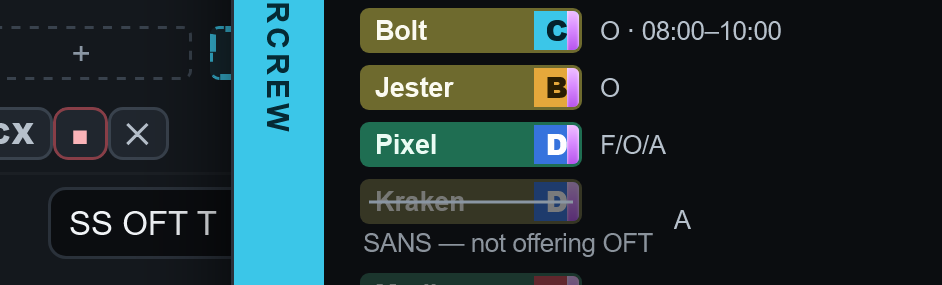 +
CX
×
SS OFT T
RCREW
Bolt C O · 08:00–10:00
Jester B O
Pixel D F/O/A
Kraken D A
SANS — not offering OFT